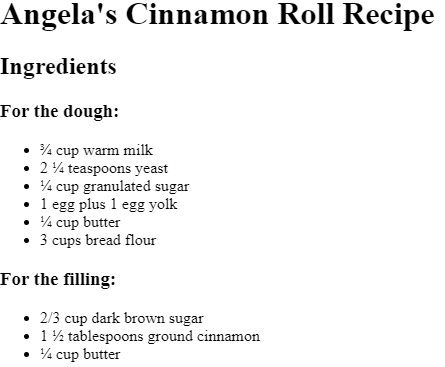 Angela's Cinnamon Roll Recipe
Ingredients
For the dough:
• ¾ cup warm milk
• 2 ¼ teaspoons yeast
• ¼ cup granulated sugar
• 1 egg plus 1 egg yolk
• ¼ cup butter
• 3 cups bread flour
For the filling:
• 2/3 cup dark brown sugar
• 1 ½ tablespoons ground cinnamon
• ¼ cup butter